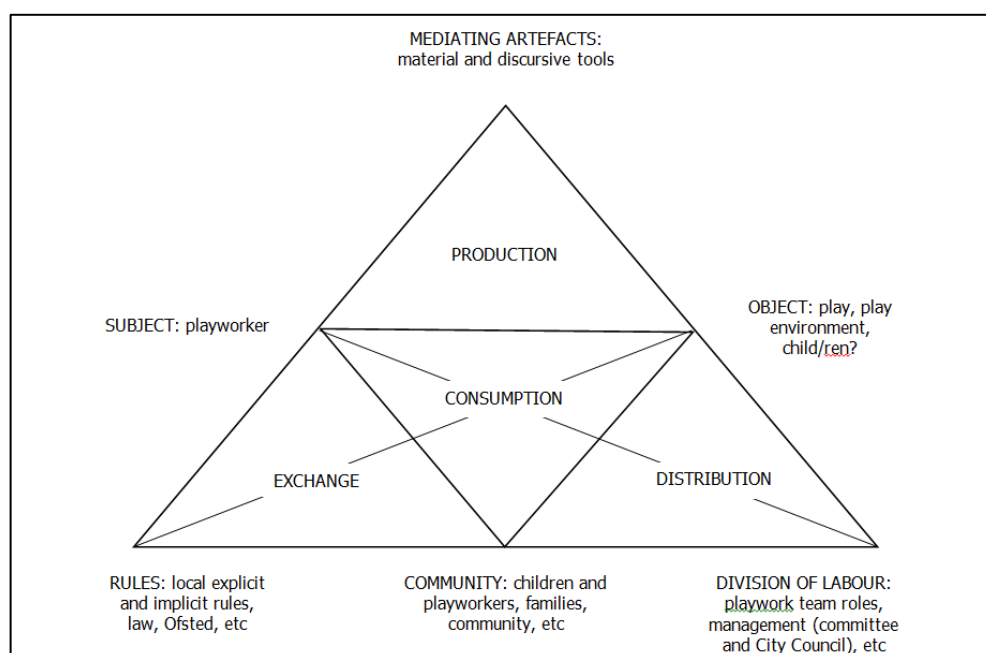 MEDIATING ARTEFACTS:
material and discursive tools
PRODUCTION
SUBJECT: playworker
OBJECT: play, play
environment,
child/ren?
CONSUMPTION
EXCHANGE
DISTRIBUTION
RULES: local explicit
and implicit rules,
law, Ofsted, etc
COMMUNITY: children and
playworkers, families,
community, etc
DIVISION OF LABOUR:
playwork team roles,
management (committee
and City Council), etc